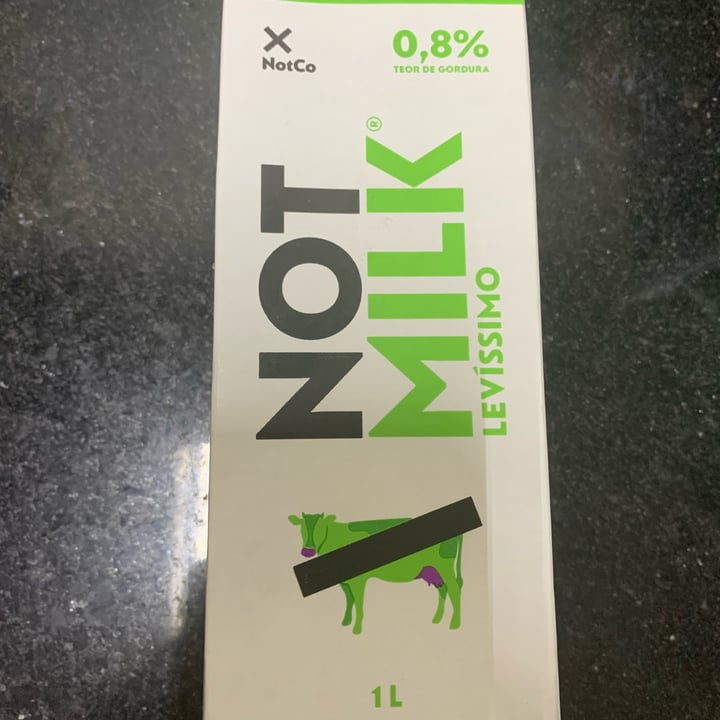 NotCo
0,8%
TEOR DE GORDURA
NOT
MILK®
LEVÍSSIMO
1L